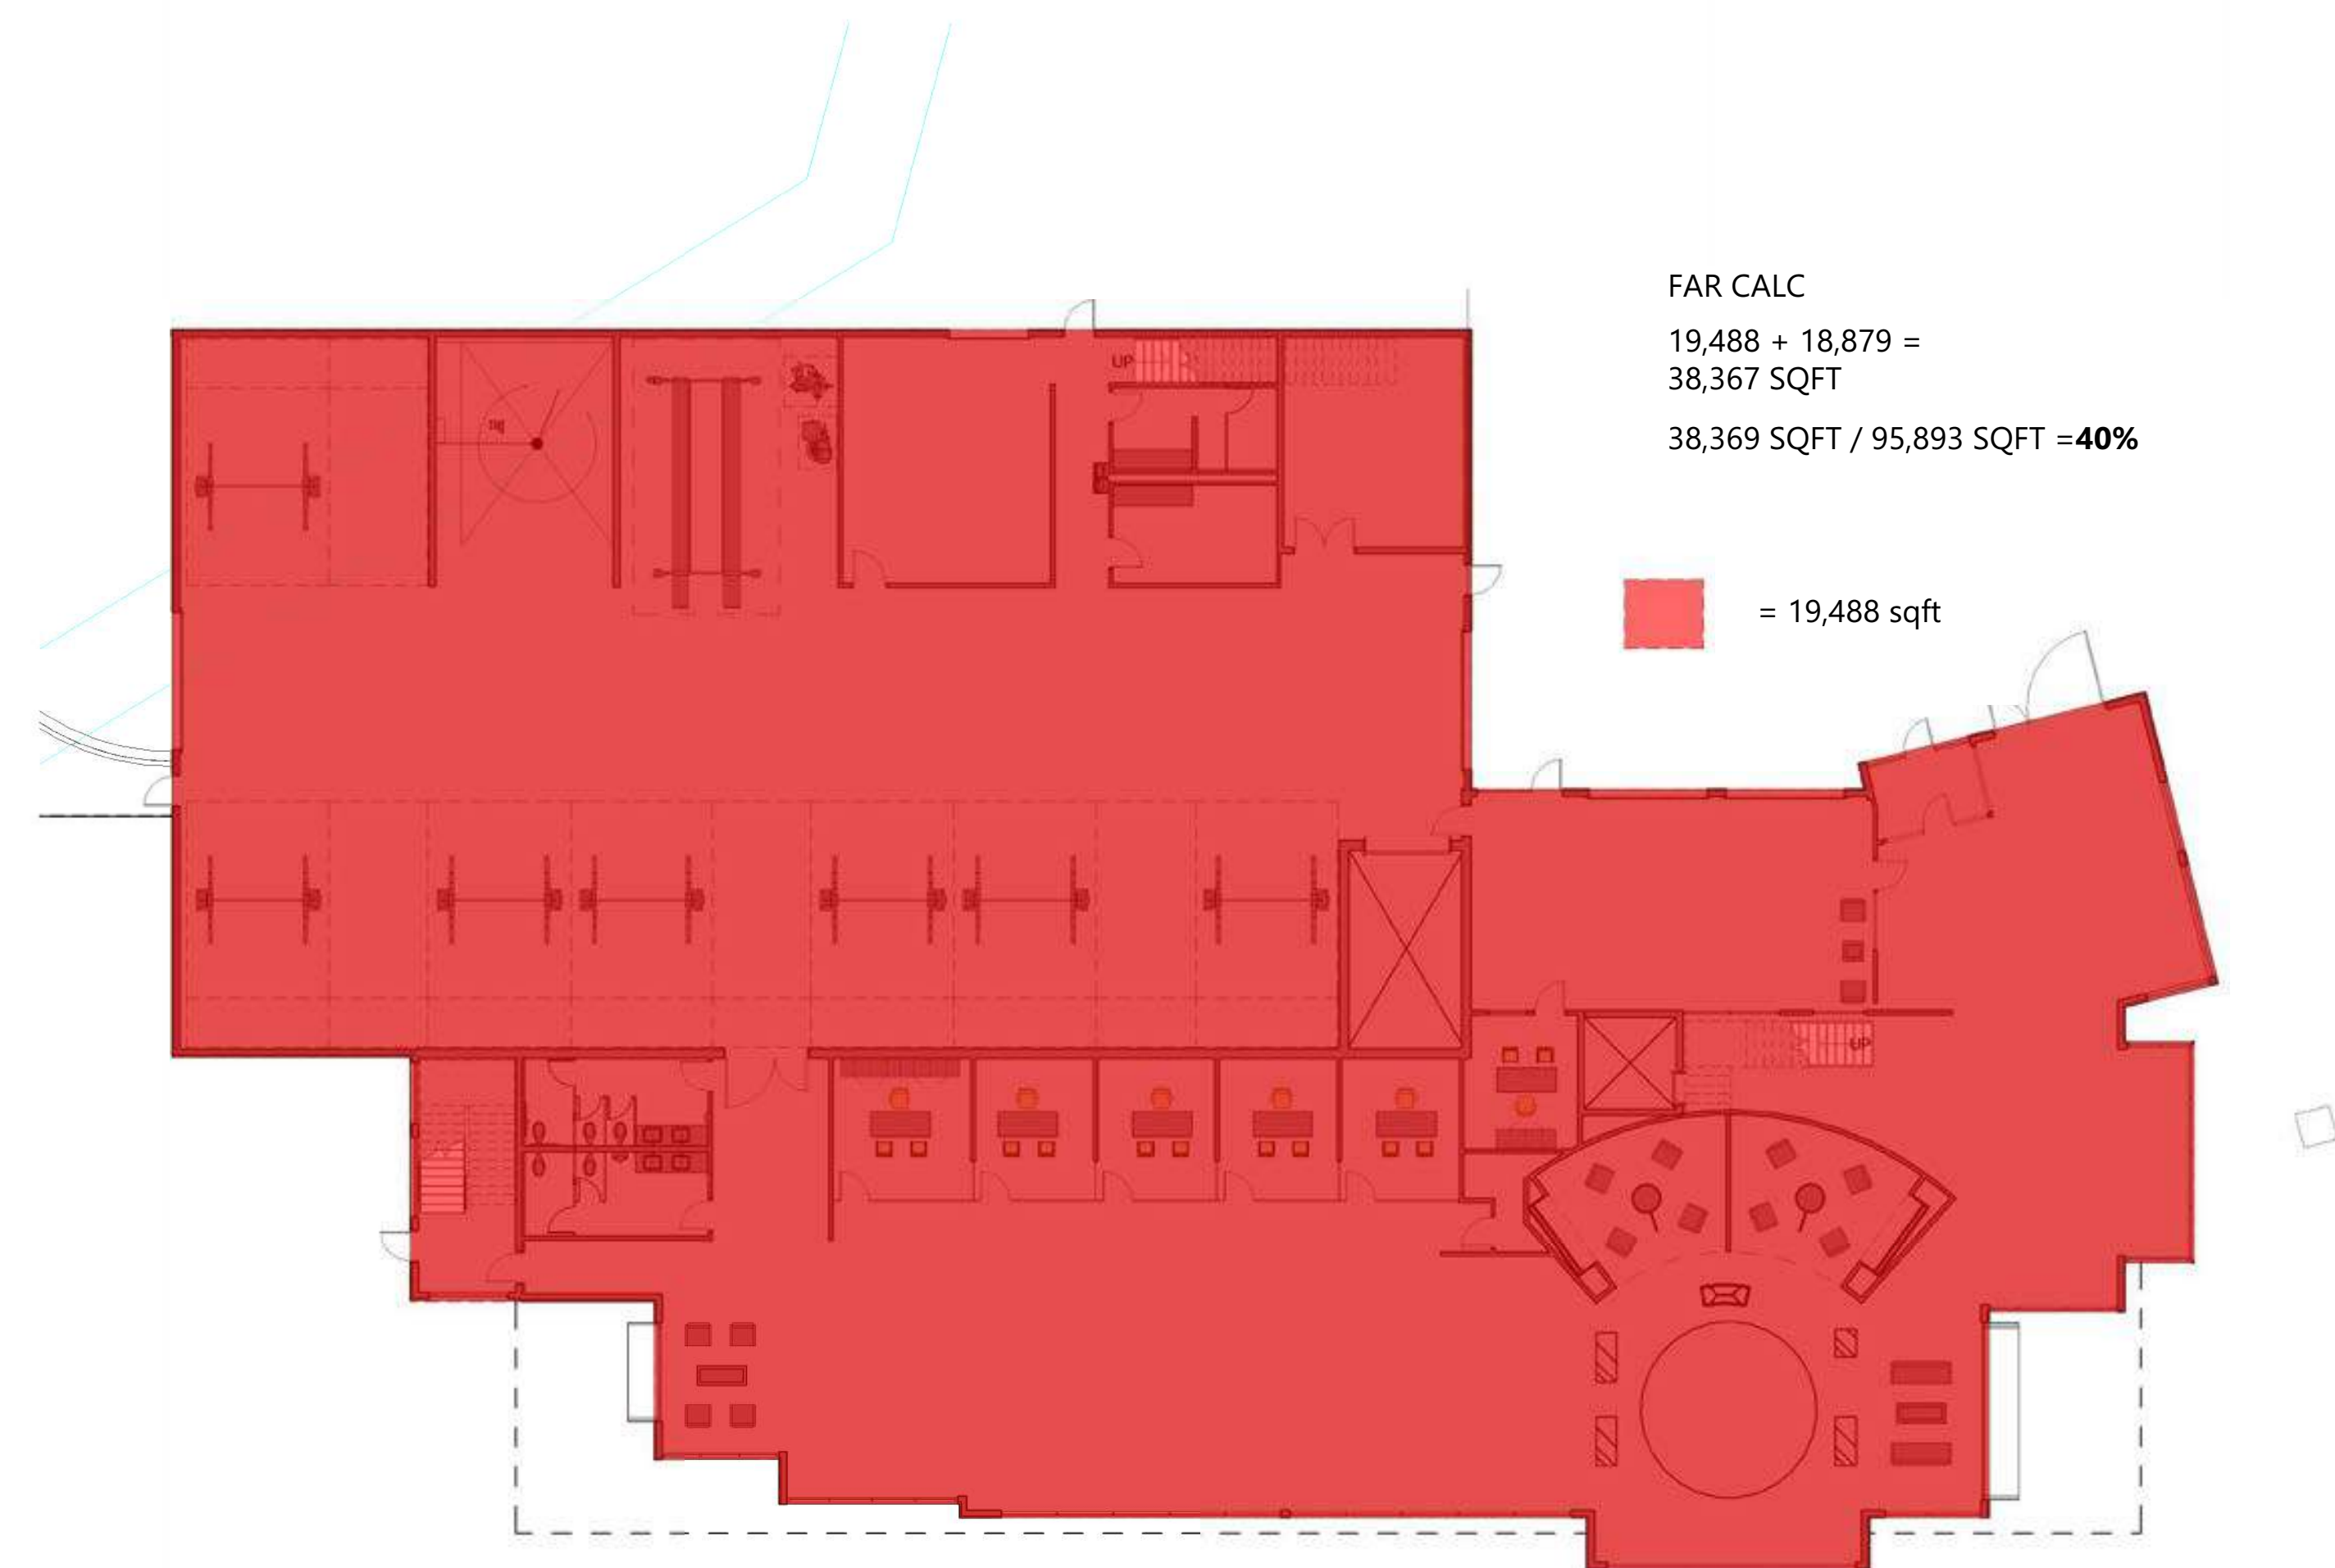 FAR CALC
19,488 + 18,879 =
38,367 SQFT
38,369 SQFT / 95,893 SQFT =40%
UP
= 19,488 sqft
UP